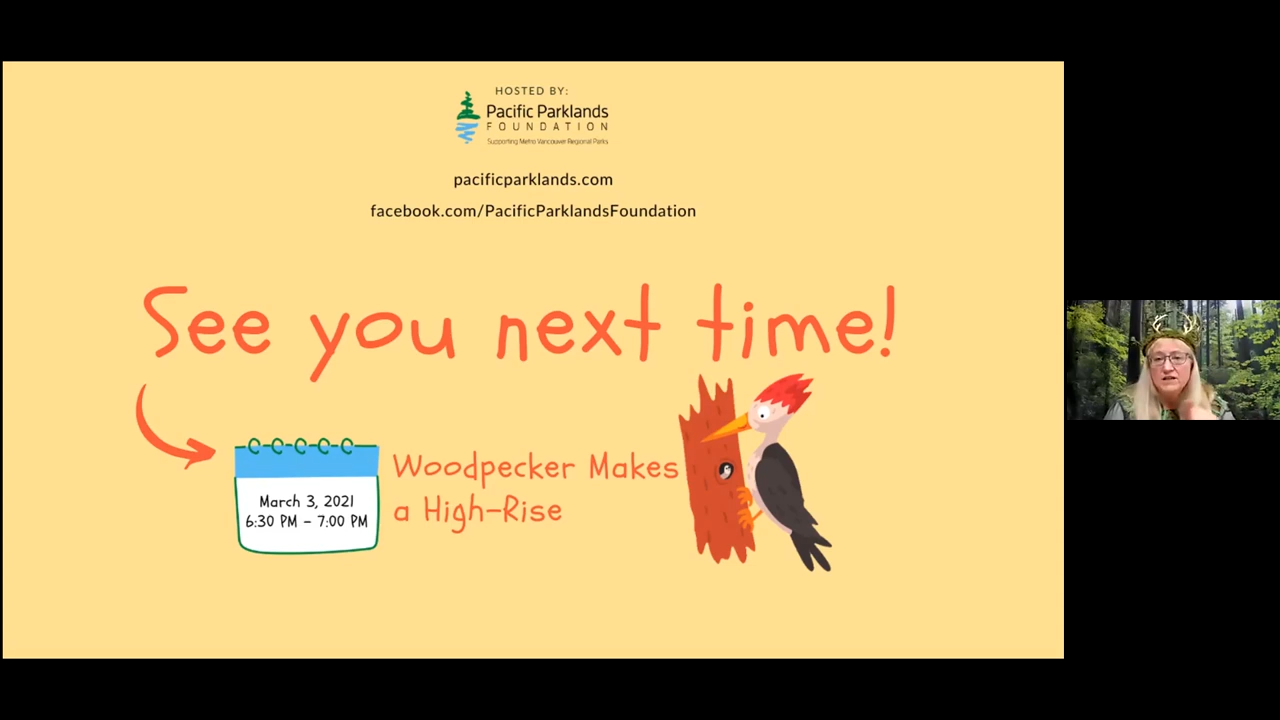 HOSTED BY:
Pacific Parklands
FOUNDATION
Supporting Metro Vancouver Regional Parks
pacificparklands.com
facebook.com/PacificParklandsFoundation
See you next time!
March 3, 2021
6:30 PM – 7:00 PM
Woodpecker Makes
a High-Rise